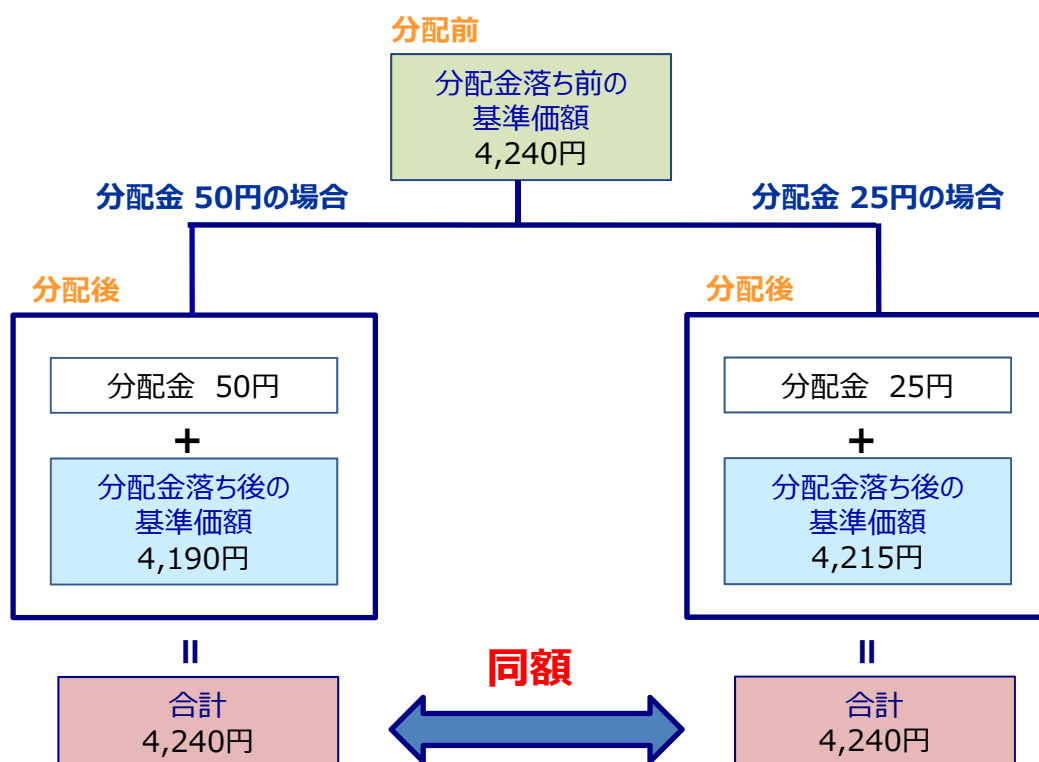 分配前
分配金落ち前の
基準価額
4,240円
分配金 50円の場合
分配金 25円の場合
分配後
分配金 50円
+
分配金落ち後の
基準価額
4,190円
=
合計
4,240円
分配後
分配金 25円
+
分配金落ち後の
基準価額
4,215円
=
合計
4,240円
同額